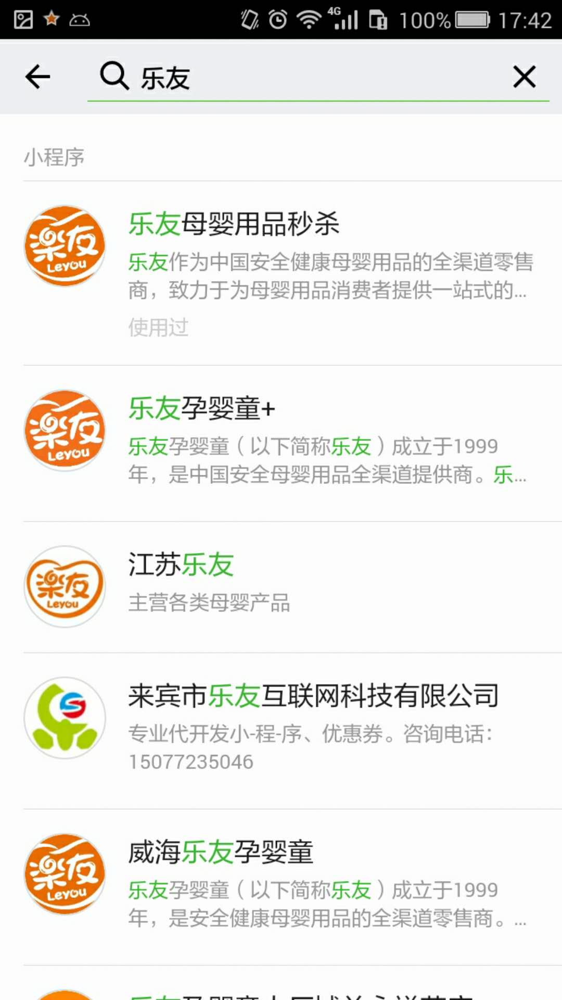 4G 100% 17:42
乐友
小程序
楽友
Leyou
乐友母婴用品秒杀
乐友作为中国安全健康母婴用品的全渠道零售
商，致力于为母婴用品消费者提供一站式的...
使用过
楽友
Leyou
乐友孕婴童+
乐友孕婴童（以下简称乐友）成立于1999
年，是中国安全母婴用品全渠道提供商。乐...
楽友
Leyou
江苏乐友
主营各类母婴产品
来宾市乐友互联网科技有限公司
专业代开发小-程-序、优惠券。咨询电话：
15077235046
楽友
Leyou
威海乐友孕婴童
乐友孕婴童（以下简称乐友）成立于1999
年，是安全健康母婴用品的全渠道零售商。...